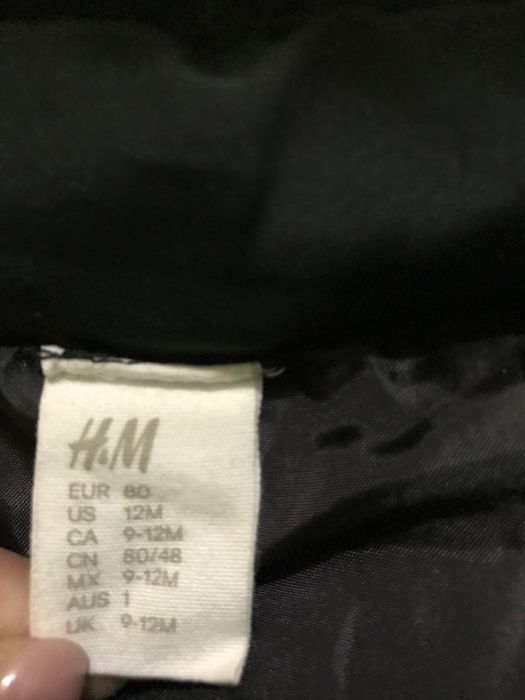 H&M
EUR 80
US 12M
CA 9-12M
CN 80/48
MX 9-12M
AUS 1
UK 9-12M